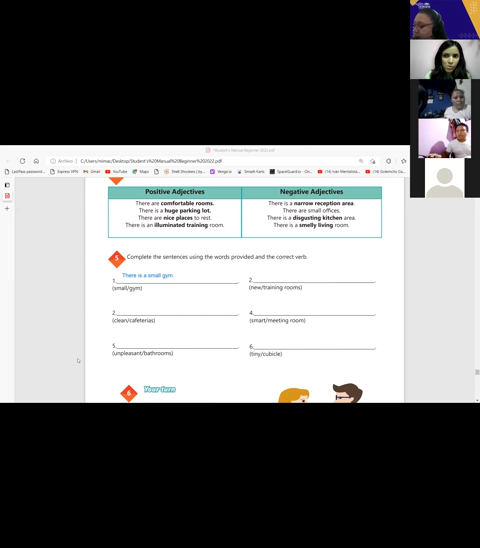 Student's Manual Beginner 2022.pdf
Archivo | C:/Users/mimac/Desktop/Student's%20Manual%20Beginner%202022.pdf
LastPass password... Express VPN Gmail YouTube Maps Vengeio Smash Karts
Positive Adjectives
Negative Adjectives
There are comfortable rooms.
There is a huge parking lot.
There are nice places to rest.
There is an illuminated training room.
There is a narrow reception area.
There are small offices.
There is a disgusting kitchen area.
There is a smelly living room.
5
Complete the sentences using the words provided and the correct verb.
There is a small gym
1.
(small/gym)
2.
(new/training rooms)
2.
(clean/cafeterias)
4.
(smart/meeting room)
5.
(unpleasant/bathrooms)
6.
(tiny/cubicle)
6
Your turn